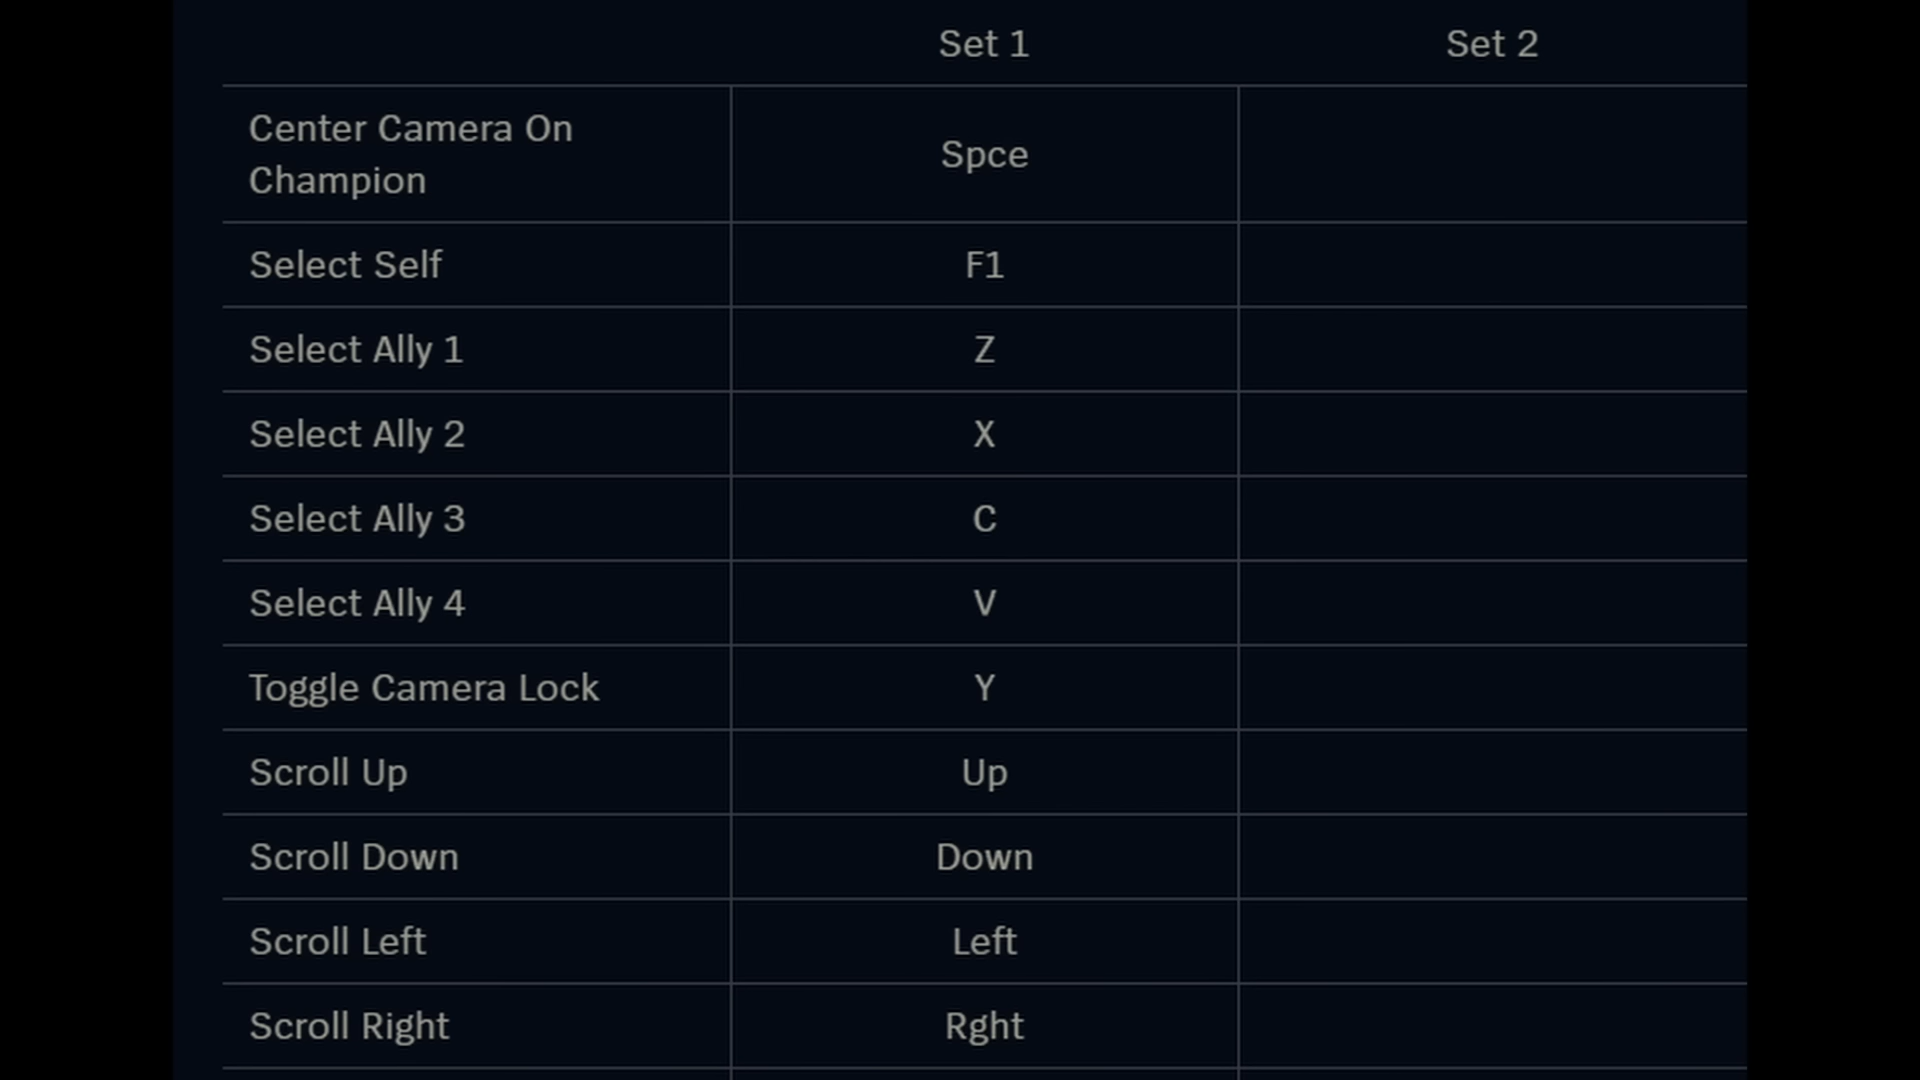 Set 1 Set 2
Center Camera On
Champion
Spce
Select Self F1
Select Ally 1 Z
Select Ally 2 X
Select Ally 3 C
Select Ally 4 V
Toggle Camera Lock Y
Scroll Up Up
Scroll Down Down
Scroll Left Left
Scroll Right Rght